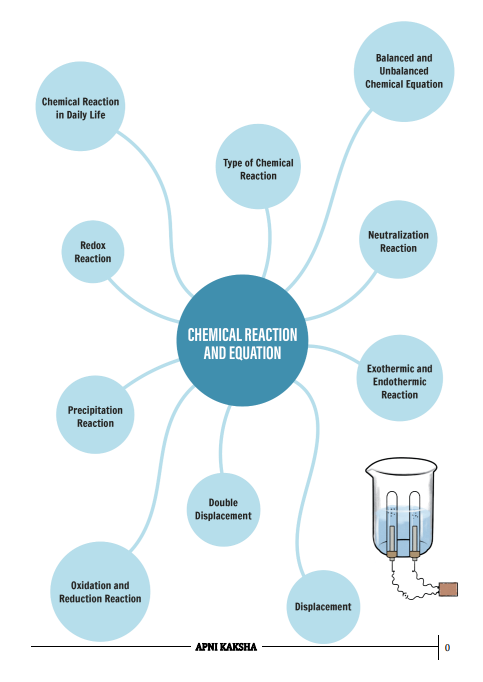 Balanced and
Unbalanced
Chemical Equation
Chemical Reaction
in Daily Life
Type of Chemical
Reaction
Neutralization
Reaction
Redox
Reaction
CHEMICAL REACTION
AND EQUATION
Exothermic and
Endothermic
Reaction
Precipitation
Reaction
Double
Displacement
Oxidation and
Reduction Reaction
Displacement
APNI KAKSHA
0